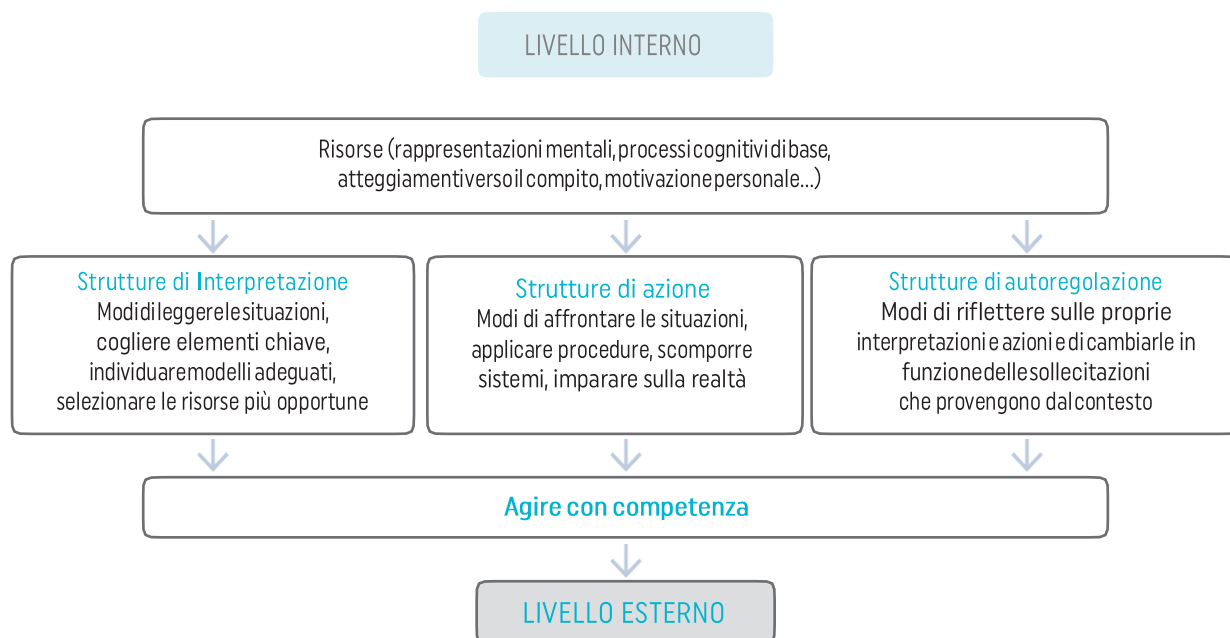 LIVELLO INTERNO
Risorse (rappresentazioni mentali, processi cognitivi di base,
atteggiamenti verso il compito, motivazione personale...)
Strutture di Interpretazione
Modi di leggere le situazioni,
cogliere elementi chiave,
individuare modelli adeguati,
selezionare le risorse più opportune
Strutture di azione
Modi di affrontare le situazioni,
applicare procedure, scomporre
sistemi, imparare sulla realtà
Strutture di autoregolazione
Modi di riflettere sulle proprie
interpretazioni e azioni e di cambiarle in
funzione delle sollecitazioni
che provengono dal contesto
Agire con competenza
LIVELLO ESTERNO